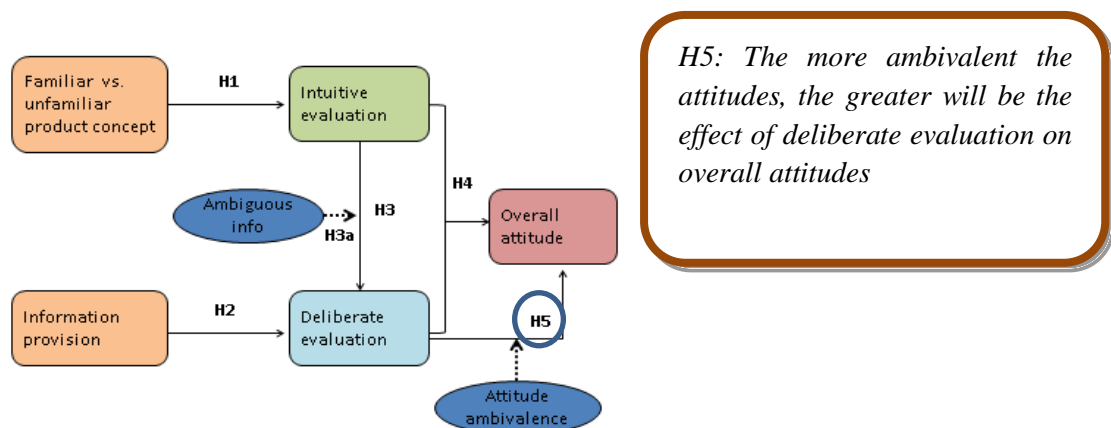 Familiar vs.
unfamiliar
product concept
H1
Intuitive
evaluation
H5: The more ambivalent the
attitudes, the greater will be the
effect of deliberate evaluation on
overall attitudes
Ambiguous
info
H3
H3a
H4
Overall
attitude
Information
provision
H2
Deliberate
evaluation
H5
Attitude
ambivalence